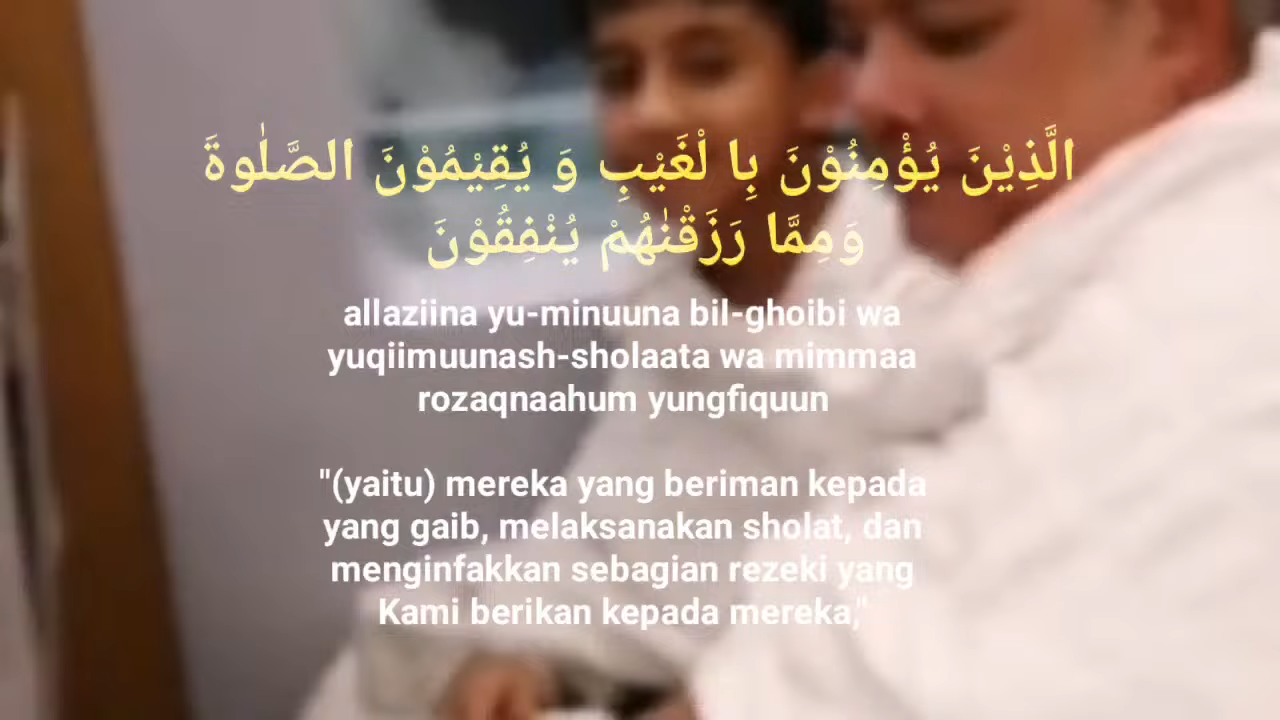 الَّذِيْنَ يُؤْمِنُوْنَ بِا لْغَيْبِ وَ يُقِيْمُوْنَ الصَّلٰوةَ
وَمِمَّا رَزَقْنٰهُمْ يُنْفِقُوْنَ
allaziina yu-minuuna bil-ghoibi wa
yuqiimuunash-sholaata wa mimmaa
rozaqnaahum yungfiquun
"(yaitu) mereka yang beriman kepada
yang gaib, melaksanakan sholat, dan
menginfakkan sebagian rezeki yang
Kami berikan kepada mereka,"